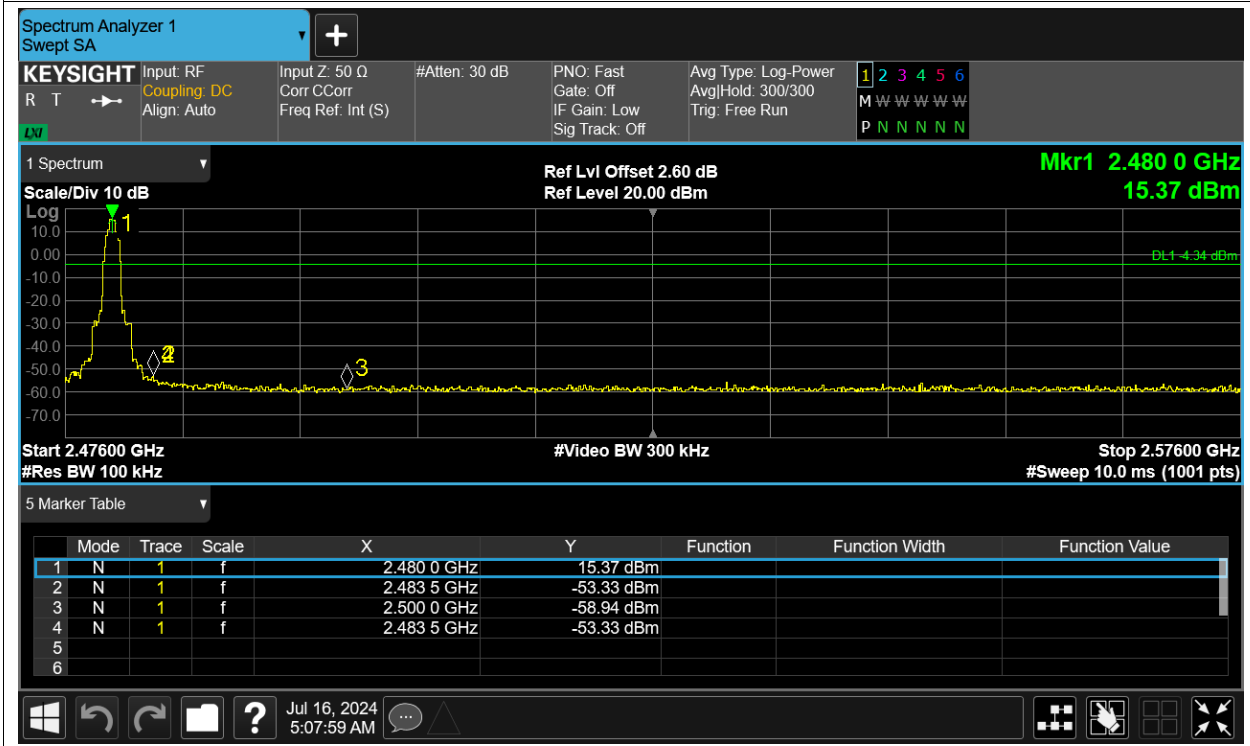 Spectrum Analyzer 1
Swept SA
+
KEYSIGHT Input: RF Input Z: 50 Ω #Atten: 30 dB PNO: Fast Avg Type: Log-Power 1 2 3 4 5 6
R T Coupling: DC Corr CCorr Gate: Off Avg|Hold: 300/300 M W W W W W
Align: Auto Freq Ref: Int (S) IF Gain: Low Trig: Free Run
LXI Sig Track: Off P N N N N N
1 Spectrum Ref Lvl Offset 2.60 dB Mkr1 2.480 0 GHz
Scale/Div 10 dB Ref Level 20.00 dBm 15.37 dBm
Log 1
10.0
0.00 DL1 -4.34 dBm
-10.0
-20.0
-30.0
-40.0
-50.0 3
-60.0
-70.0
Start 2.47600 GHz #Video BW 300 kHz Stop 2.57600 GHz
#Res BW 100 kHz #Sweep 10.0 ms (1001 pts)
5 Marker Table
Mode Trace Scale X Y Function Function Width Function Value
1 N 1 f 2.480 0 GHz 15.37 dBm
2 N 1 f 2.483 5 GHz -53.33 dBm
3 N 1 f 2.500 0 GHz -58.94 dBm
4 N 1 f 2.483 5 GHz -53.33 dBm
5
6
? Jul 16, 2024
5:07:59 AM